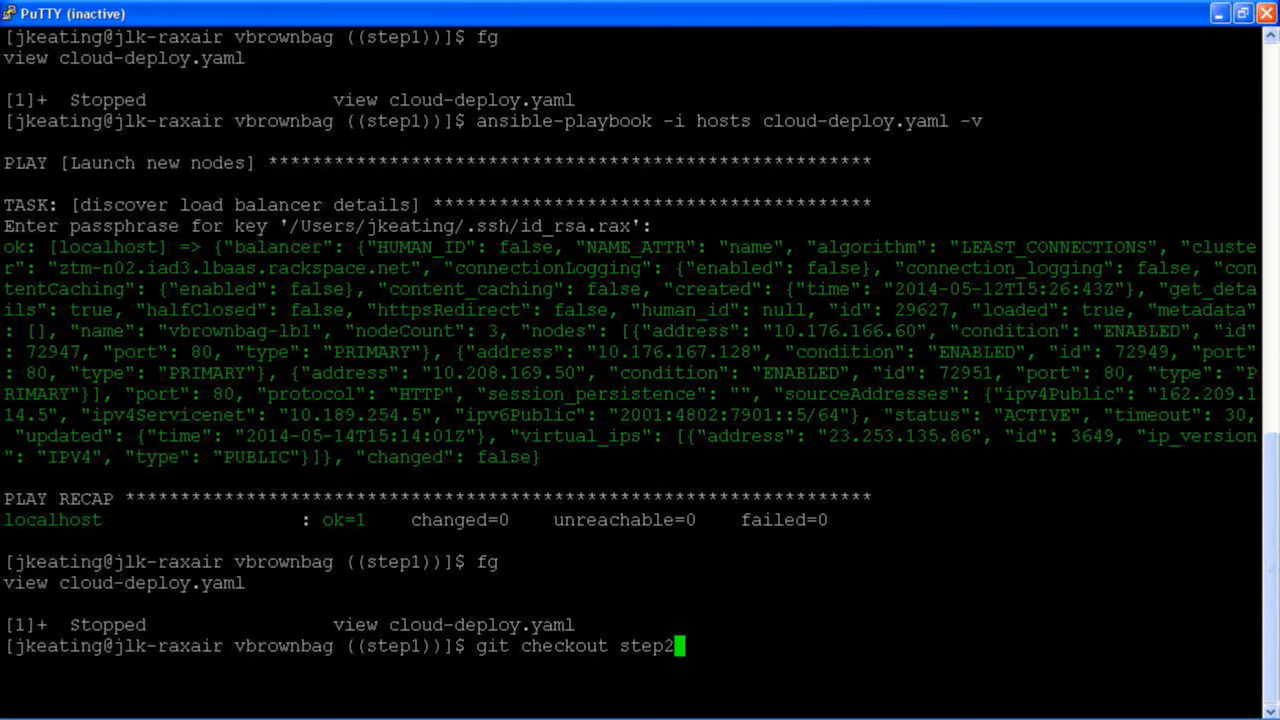 PuTTY (inactive)
[jkeating@jlk-raxair vbrownbag ((step1))]$ fg
view cloud-deploy.yaml
[1]+  Stopped                 view cloud-deploy.yaml
[jkeating@jlk-raxair vbrownbag ((step1))]$ ansible-playbook -i hosts cloud-deploy.yaml -v
PLAY [Launch new nodes] *******************************************************
TASK: [discover load balancer details] ****************************************
Enter passphrase for key '/Users/jkeating/.ssh/id_rsa.rax':
ok: [localhost] => {"balancer": {"HUMAN_ID": false, "NAME_ATTR": "name", "algorithm": "LEAST_CONNECTIONS", "cluste
r": "ztm-n02.iad3.lbaas.rackspace.net", "connectionLogging": {"enabled": false}, "connection_logging": false, "con
tentCaching": {"enabled": false}, "content_caching": false, "created": {"time": "2014-05-12T15:26:43Z"}, "get_deta
ils": true, "halfClosed": false, "httpsRedirect": false, "human_id": null, "id": 29627, "loaded": true, "metadata"
: [], "name": "vbrownbag-lb1", "nodeCount": 3, "nodes": [{"address": "10.176.166.60", "condition": "ENABLED", "id"
: 72947, "port": 80, "type": "PRIMARY"}, {"address": "10.176.167.128", "condition": "ENABLED", "id": 72949, "port"
: 80, "type": "PRIMARY"}, {"address": "10.208.169.50", "condition": "ENABLED", "id": 72951, "port": 80, "type": "P
RIMARY"}], "port": 80, "protocol": "HTTP", "session_persistence": "", "sourceAddresses": {"ipv4Public": "162.209.1
14.5", "ipv4Servicenet": "10.189.254.5", "ipv6Public": "2001:4802:7901::5/64"}, "status": "ACTIVE", "timeout": 30,
 "updated": {"time": "2014-05-14T15:14:01Z"}, "virtual_ips": [{"address": "23.253.135.86", "id": 3649, "ip_version
": "IPV4", "type": "PUBLIC"}]}, "changed": false}
PLAY RECAP ********************************************************************
localhost                  : ok=1    changed=0    unreachable=0    failed=0
[jkeating@jlk-raxair vbrownbag ((step1))]$ fg
view cloud-deploy.yaml
[1]+  Stopped                 view cloud-deploy.yaml
[jkeating@jlk-raxair vbrownbag ((step1))]$ git checkout step2